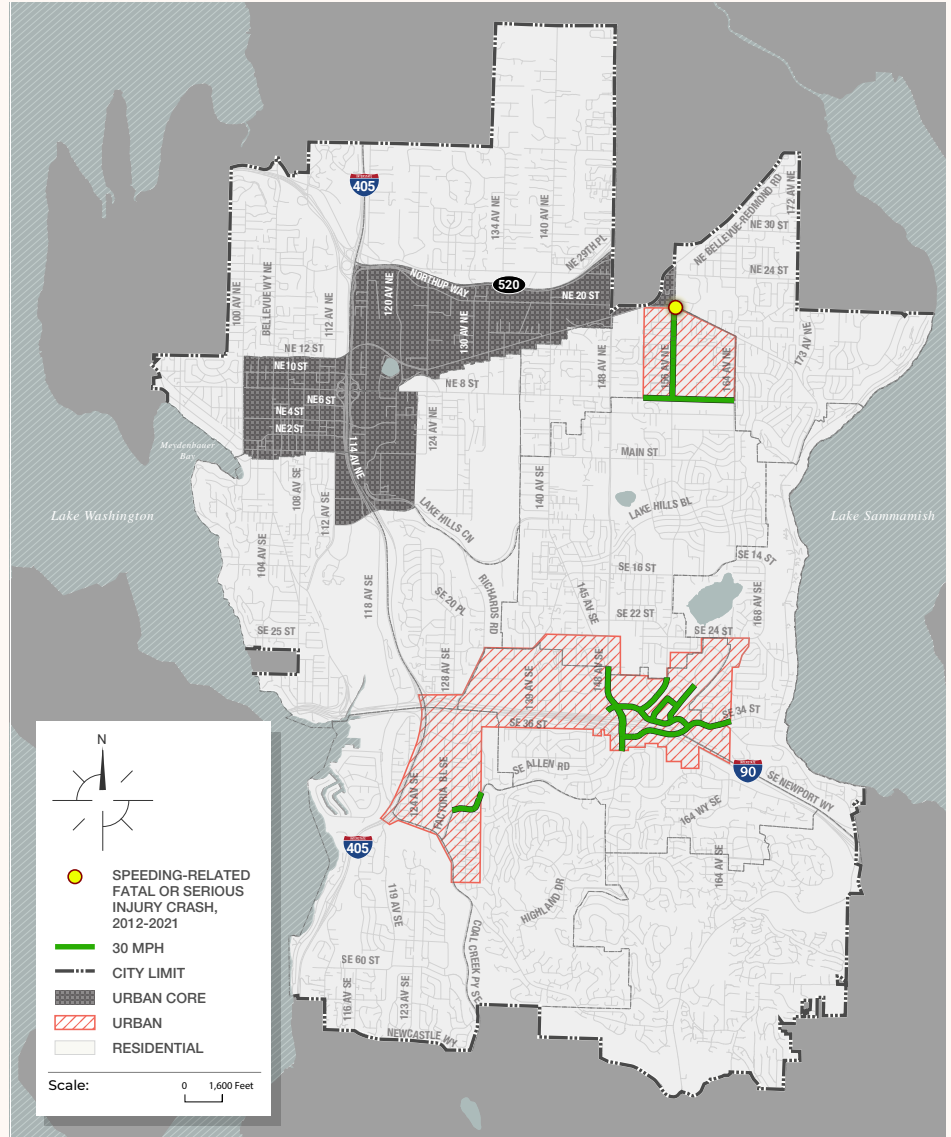 INTERSTATE
405
134 AV NE
140 AV NE
NE BELLEVUE-REDMOND RD
172 AV NE
NE 30 ST
NE 29TH PL
NE 24 ST
100 AV NE
BELLEVUE WY NE
112 AV NE
120 AV NE
NORTHUP WAY
520
NE 20 ST
130 AV NE
NE 12 ST
NE 10 ST
148 AV NE
156 AV NE
164 AV NE
173 AV NE
NE 8 ST
NE6 ST
NE4 ST
NE2 ST
124 AV NE
114 AV NE
Meydenbauer
Bay
MAIN ST
108 AV SE
112 AV SE
140 AV NE
LAKE HILLS BL
Lake Washington
LAKE HILLS CN
Lake Sammamish
104 AV SE
SE 14 ST
SE 16 ST
118 AV SE
SE 20 PL
RICHARDS RD
145 AV SE
SE 22 ST
168 AV SE
SE 25 ST
SE 24 ST
128 AV SE
139 AV SE
148 AV SE
SE 36 ST
SE 34 ST
SE ALLEN RD
90
SE NEWPORT WY
124 AV SE
FACTORIA BL SE
164 WY SE
405
164 AV SE
119 AV SE
HIGHLAND DR
COAL CREEK PY SE
SE 60 ST
116 AV SE
123 AV SE
NEWCASTLE WY
N
SPEEDING-RELATED
FATAL OR SERIOUS
INJURY CRASH,
2012-2021
30 MPH
CITY LIMIT
URBAN CORE
URBAN
RESIDENTIAL
Scale:
0 1,600 Feet